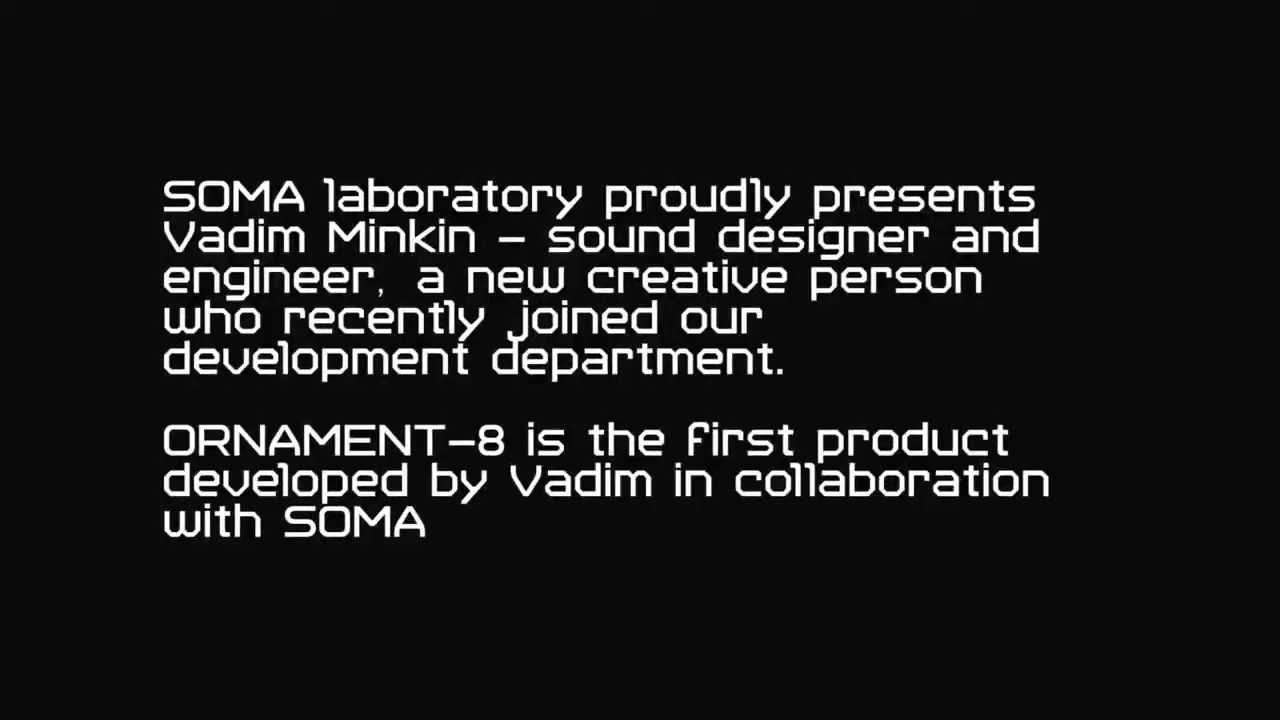 SOMA laboratory proudly presents
Vadim Minkin – sound designer and
engineer, a new creative person
who recently joined our
development department.
ORNAMENT-8 is the first product
developed by Vadim in collaboration
with SOMA